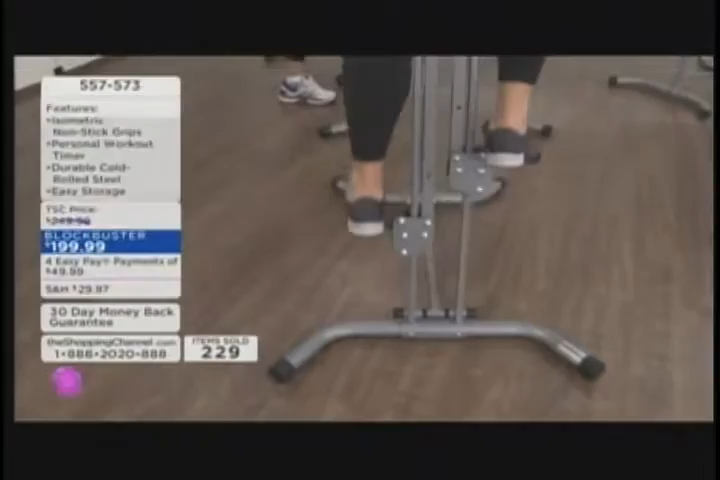 557-573
Features:
•Isometric
Non-Stick Grips
•Personal Workout
Timer
•Durable Cold-
Rolled Steel
•Easy Storage
TSC Price:
$249.96
BLOCKBUSTER
$199.99
4 Easy Pay® Payments of
$49.99
S&H $29.97
30 Day Money Back
Guarantee
theShoppingChannel.com
1•888•2020•888
ITEMS SOLD
229